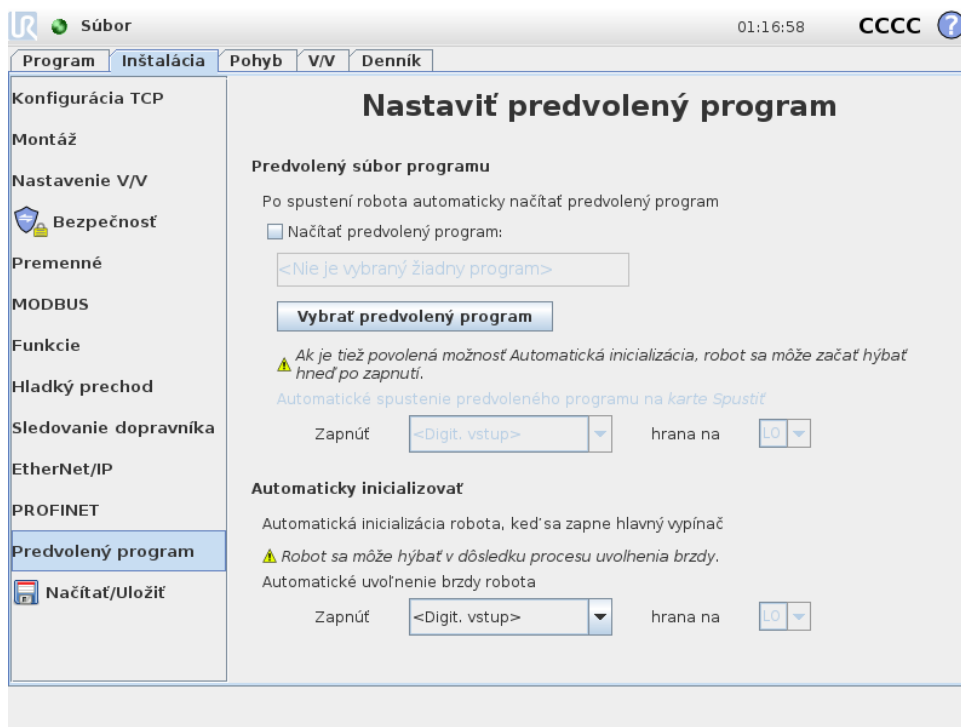 UR Súbor 01:16:58 CCCC ?
Program Inštalácia Pohyb V/V Denník
Konfigurácia TCP
Montáž
Nastavenie V/V
Bezpečnosť
Premenné
MODBUS
Funkcie
Hladký prechod
Sledovanie dopravníka
EtherNet/IP
PROFINET
Predvolený program
Načítať/Uložiť
Nastaviť predvolený program
Predvolený súbor programu
Po spustení robota automaticky načítať predvolený program
Načítať predvolený program:
<Nie je vybraný žiadny program>
Vybrať predvolený program
Ak je tiež povolená možnosť Automatická inicializácia, robot sa môže začať hýbať
hneď po zapnutí.
Automatické spustenie predvoleného programu na karte Spustiť
Zapnúť <Digit. vstup> hrana na LO
Automaticky inicializovať
Automatická inicializácia robota, keď sa zapne hlavný vypínač
Robot sa môže hýbať v dôsledku procesu uvolhenia brzdy.
Automatické uvoľnenie brzdy robota
Zapnúť <Digit. vstup> hrana na LO